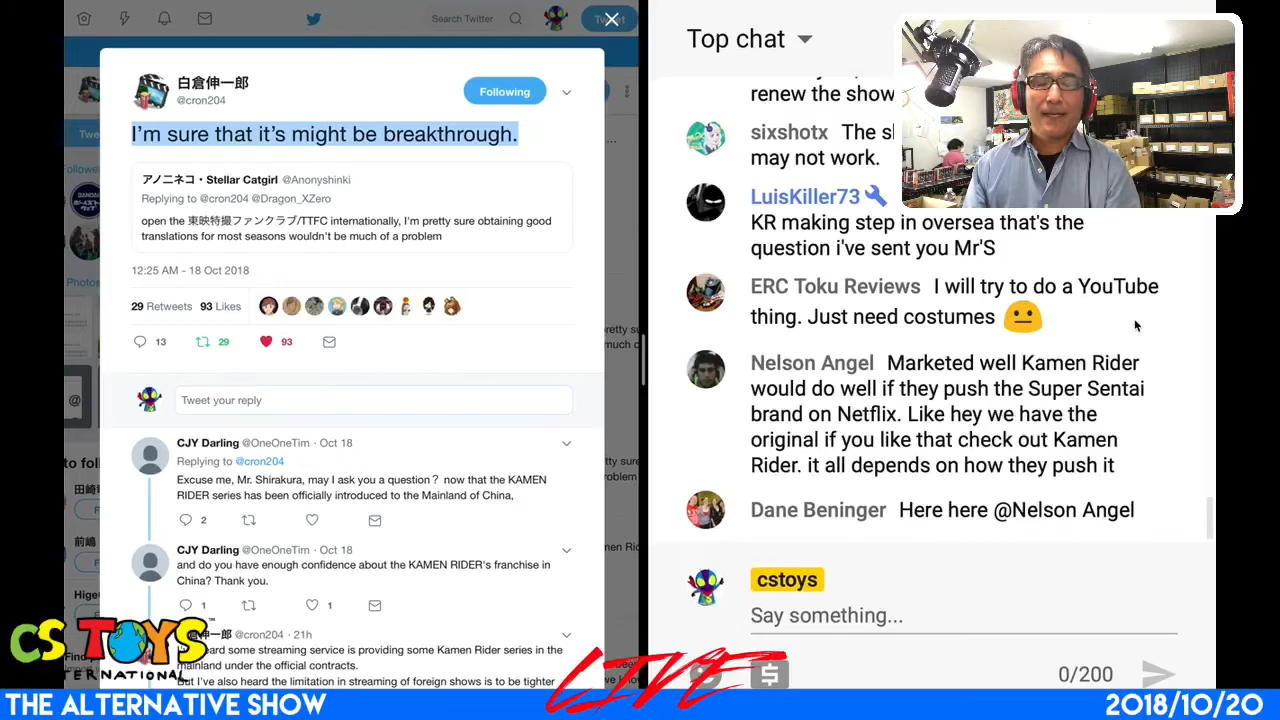 Search Twitter
Tweet
白倉伸一郎
@cron204
Following
I’m sure that it’s might be breakthrough.
アノニネコ・Stellar Catgirl @Anonyshinki
Replying to @cron204 @Dragon_XZero
open the 東映特撮ファンクラブ/TTFC internationally, I'm pretty sure obtaining good
translations for most seasons wouldn't be much of a problem
12:25 AM - 18 Oct 2018
29 Retweets 93 Likes
13 29 93
Tweet your reply
CJY Darling @OneOneTim · Oct 18
Replying to @cron204
Excuse me, Mr. Shirakura, may I ask you a question？ now that the KAMEN
RIDER series has been officially introduced to the Mainland of China,
2
CJY Darling @OneOneTim · Oct 18
and do you have enough confidence about the KAMEN RIDER's franchise in
China? Thank you.
1 1
伸一郎 @cron204 · 21h
ard some streaming service is providing some Kamen Rider series in the
mainland under the official contracts.
But I've also heard the limitation in streaming of foreign shows is to be tighter
Top chat
renew the show
sixshotx The sh
may not work.
LuisKiller73
KR making step in oversea that's the
question i've sent you Mr'S
ERC Toku Reviews I will try to do a YouTube
thing. Just need costumes
Nelson Angel Marketed well Kamen Rider
would do well if they push the Super Sentai
brand on Netflix. Like hey we have the
original if you like that check out Kamen
Rider. it all depends on how they push it
Dane Beninger Here here @Nelson Angel
cstoys
Say something...
0/200
CS TOYS
INTERNATIONAL
LIVE
THE ALTERNATIVE SHOW
2018/10/20